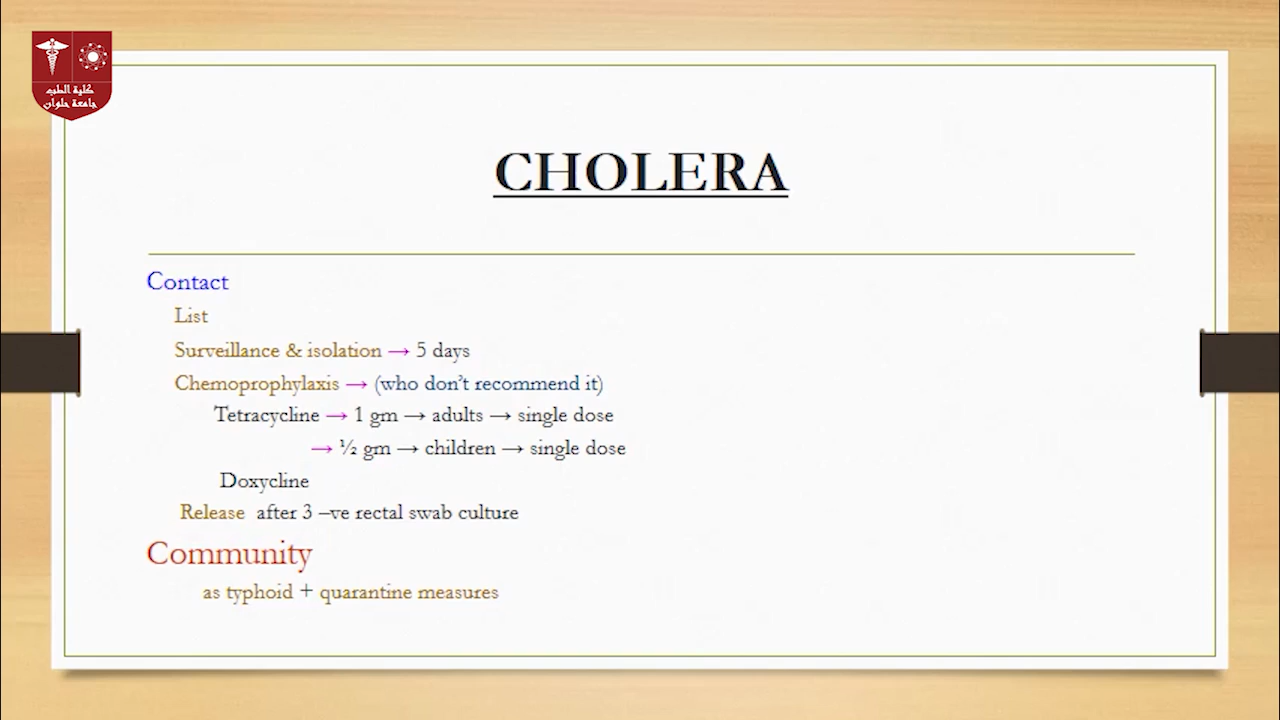 كلية الطب
جامعة حلوان
CHOLERA
Contact
List
Surveillance & isolation → 5 days
Chemoprophylaxis → (who don't recommend it)
Tetracycline → 1 gm → adults → single dose
→ ½ gm → children → single dose
Doxycline
Release after 3 –ve rectal swab culture
Community
as typhoid + quarantine measures